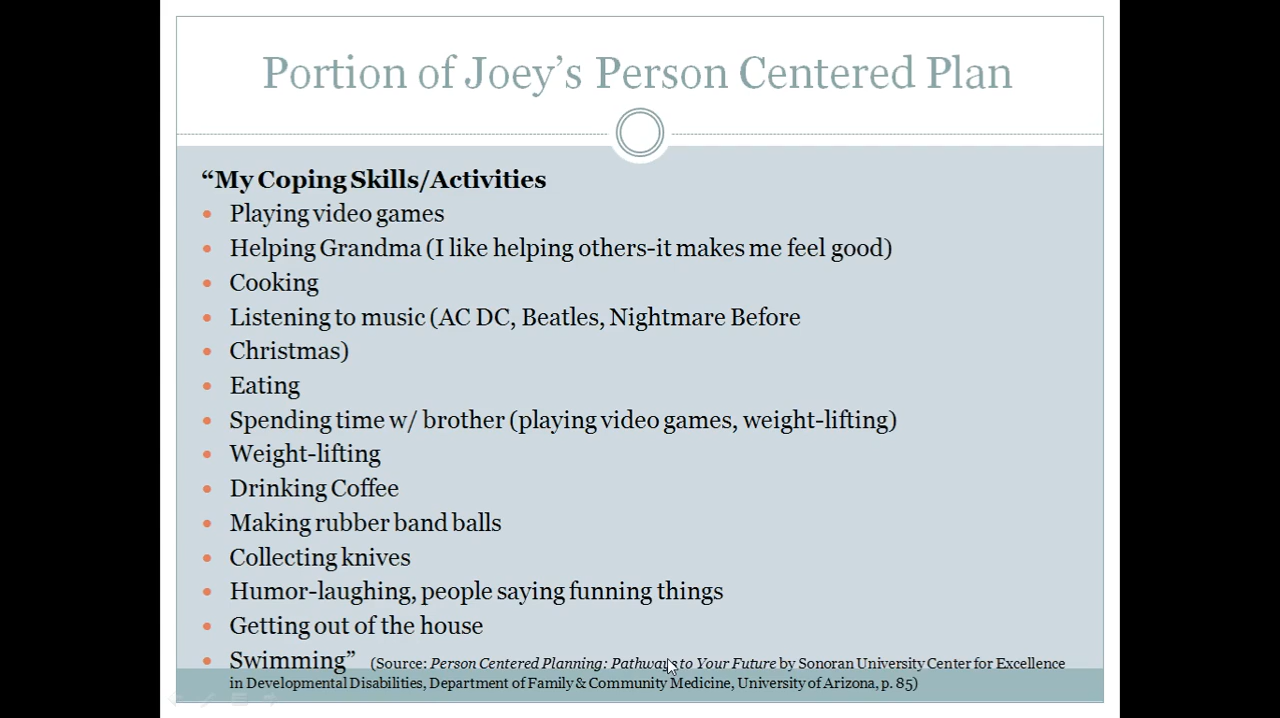 Portion of Joey’s Person Centered Plan
“My Coping Skills/Activities
• Playing video games
• Helping Grandma (I like helping others-it makes me feel good)
• Cooking
• Listening to music (AC DC, Beatles, Nightmare Before
• Christmas)
• Eating
• Spending time w/ brother (playing video games, weight-lifting)
• Weight-lifting
• Drinking Coffee
• Making rubber band balls
• Collecting knives
• Humor-laughing, people saying funning things
• Getting out of the house
• Swimming” (Source: Person Centered Planning: Pathways to Your Future by Sonoran University Center for Excellence
in Developmental Disabilities, Department of Family & Community Medicine, University of Arizona, p. 85)